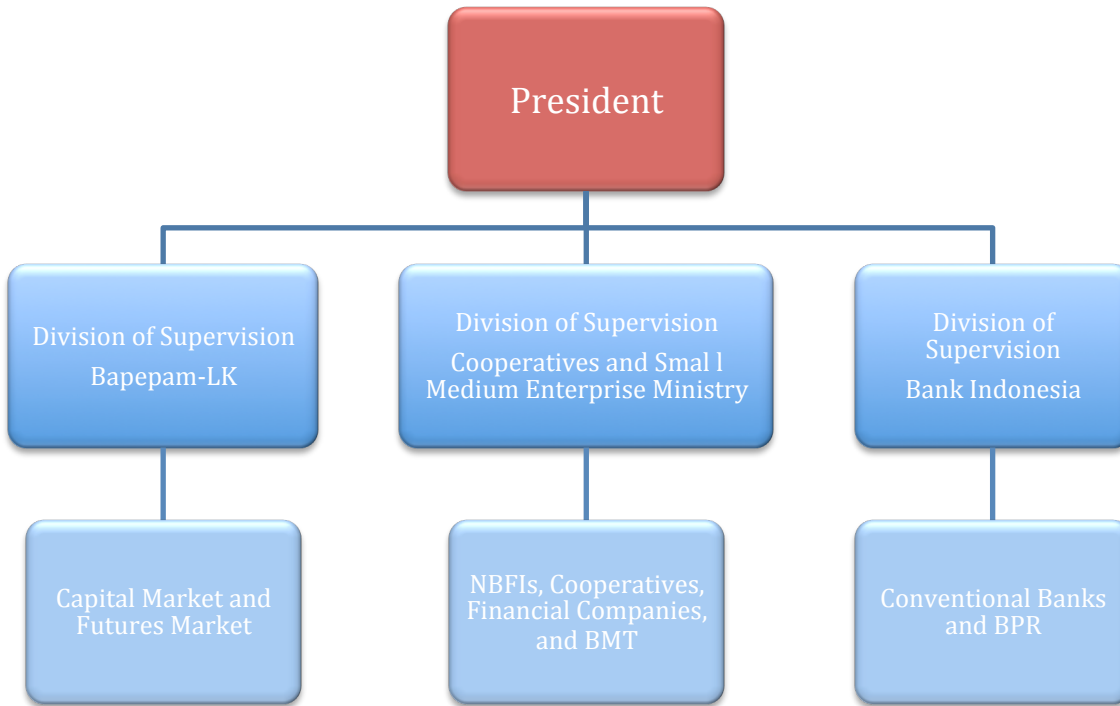 President
Division of Supervision
Bapepam-LK
Division of Supervision
Cooperatives and Smal l
Medium Enterprise Ministry
Division of
Supervision
Bank Indonesia
Capital Market and
Futures Market
NBFIs, Cooperatives,
Financial Companies,
and BMT
Conventional Banks
and BPR